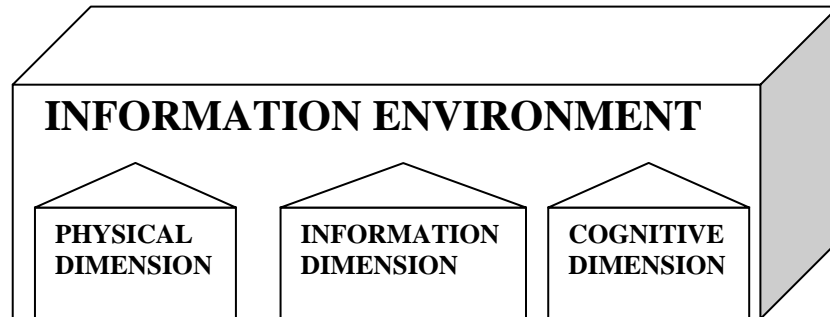 INFORMATION ENVIRONMENT
PHYSICAL
DIMENSION
INFORMATION
DIMENSION
COGNITIVE
DIMENSION